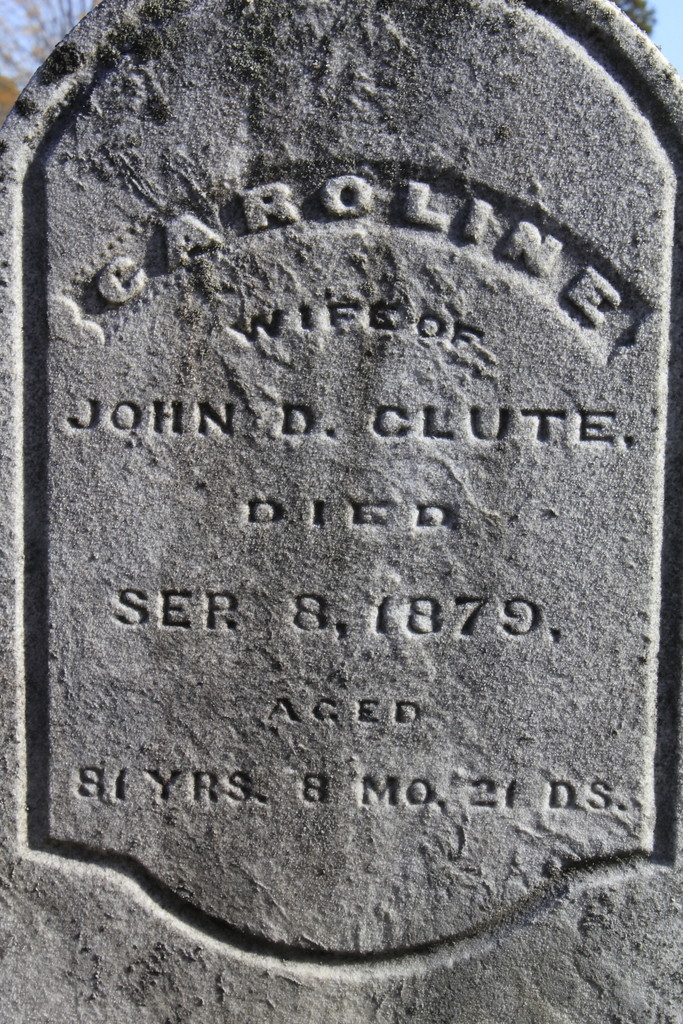 CAROLINE,
WIFE OF
JOHN D. CLUTE.
DIED
SEP. 8, 1879,
AGED
81 YRS. 8 MO. 21 DS.